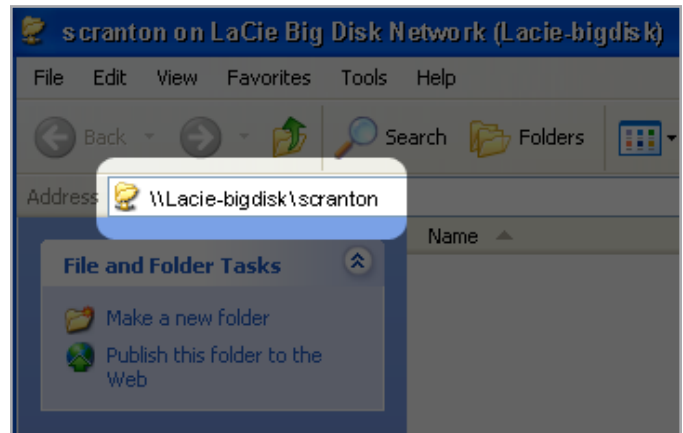 scranton on LaCie Big Disk Network (Lacie-bigdisk)
File Edit View Favorites Tools Help
Back Search Folders
Address \\Lacie-bigdisk\scranton
Name
File and Folder Tasks
Make a new folder
Publish this folder to the
Web